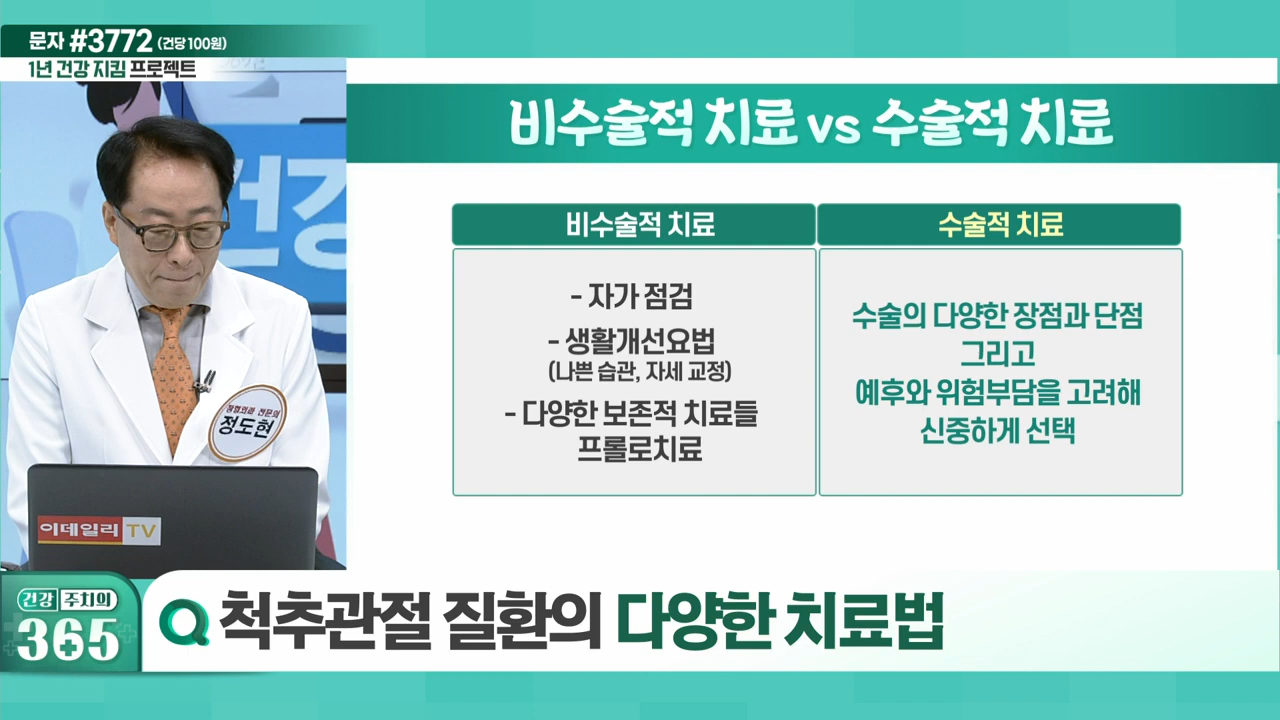 문자 #3772 (건당 100원)
1년 건강 지킴 프로젝트
건강
비수술적 치료 vs 수술적 치료
비수술적 치료
수술적 치료
- 자가 점검
- 생활개선요법
(나쁜 습관, 자세 교정)
- 다양한 보존적 치료들
프롤로치료
수술의 다양한 장점과 단점
그리고
예후와 위험부담을 고려해
신중하게 선택
정형외과 전문의
정도현
이데일리 TV
건강 주치의
365
Q 척추관절 질환의 다양한 치료법